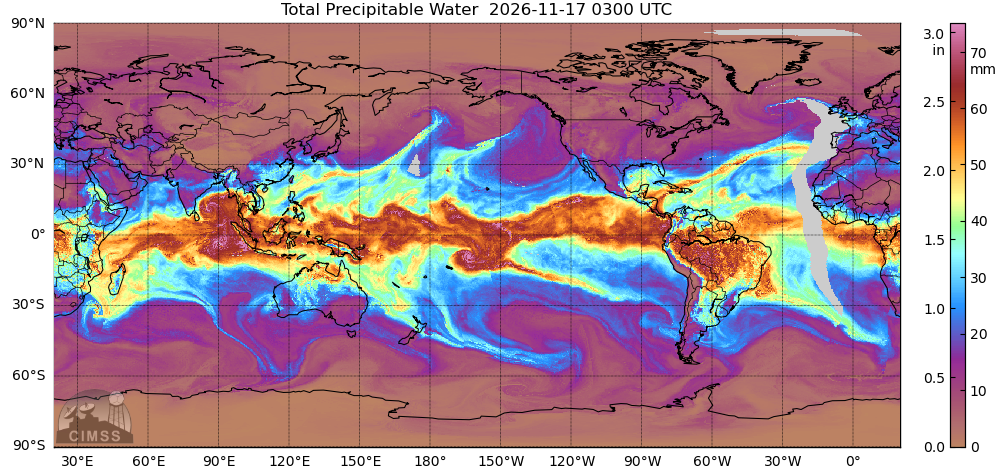 Total Precipitable Water  2026-11-17 0300 UTC
90°N
60°N
30°N
0°
30°S
60°S
90°S
30°E
60°E
90°E
120°E
150°E
180°
150°W
120°W
90°W
60°W
30°W
0°
CIMSS
3.0
in
2.5
2.0
1.5
1.0
0.5
0.0
70
mm
60
50
40
30
20
10
0